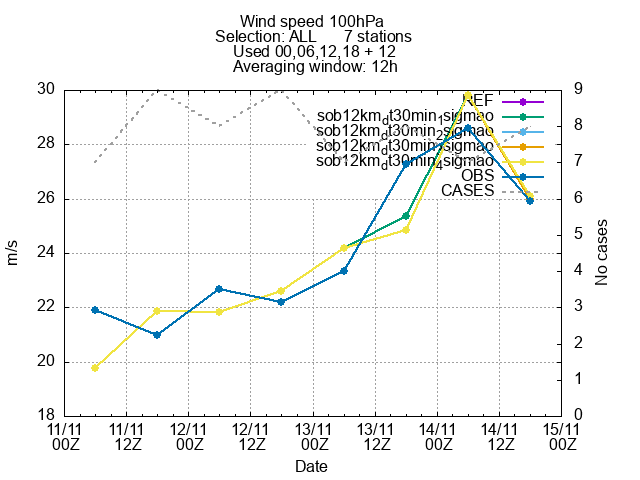 Wind speed 100hPa
Selection: ALL 7 stations
Used 00,06,12,18 + 12
Averaging window: 12h
m/s
30
28
26
24
22
20
18
REF
sob12km_dt30min_1sigmao
sob12km_dt30min_2sigmao
sob12km_dt30min_sigmao
sob12km_dt30min_4sigmao
OBS
CASES
9
8
7
6
5
4
3
2
1
0
No cases
11/11 00Z
11/11 12Z
12/11 00Z
12/11 12Z
13/11 00Z
13/11 12Z
14/11 00Z
14/11 12Z
15/11 00Z
Date